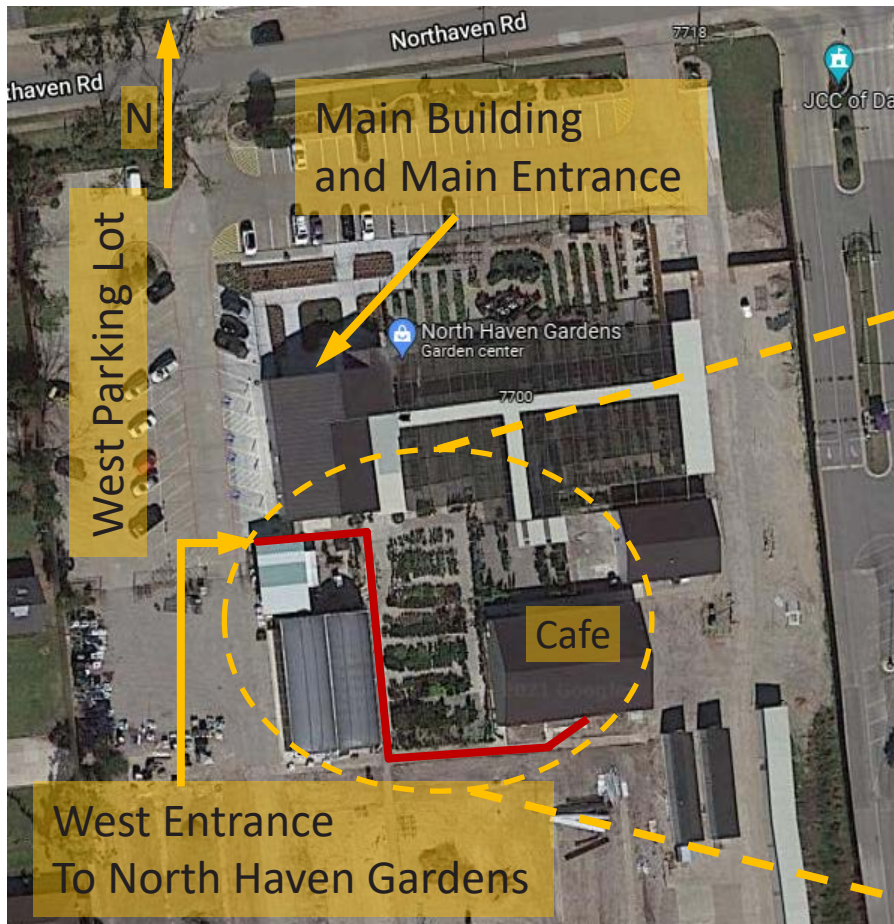 Northaven Rd
7718
thaven Rd
JCC of Da
N
Main Building
and Main Entrance
West Parking Lot
North Haven Gardens
Garden center
7700
Cafe
West Entrance
To North Haven Gardens